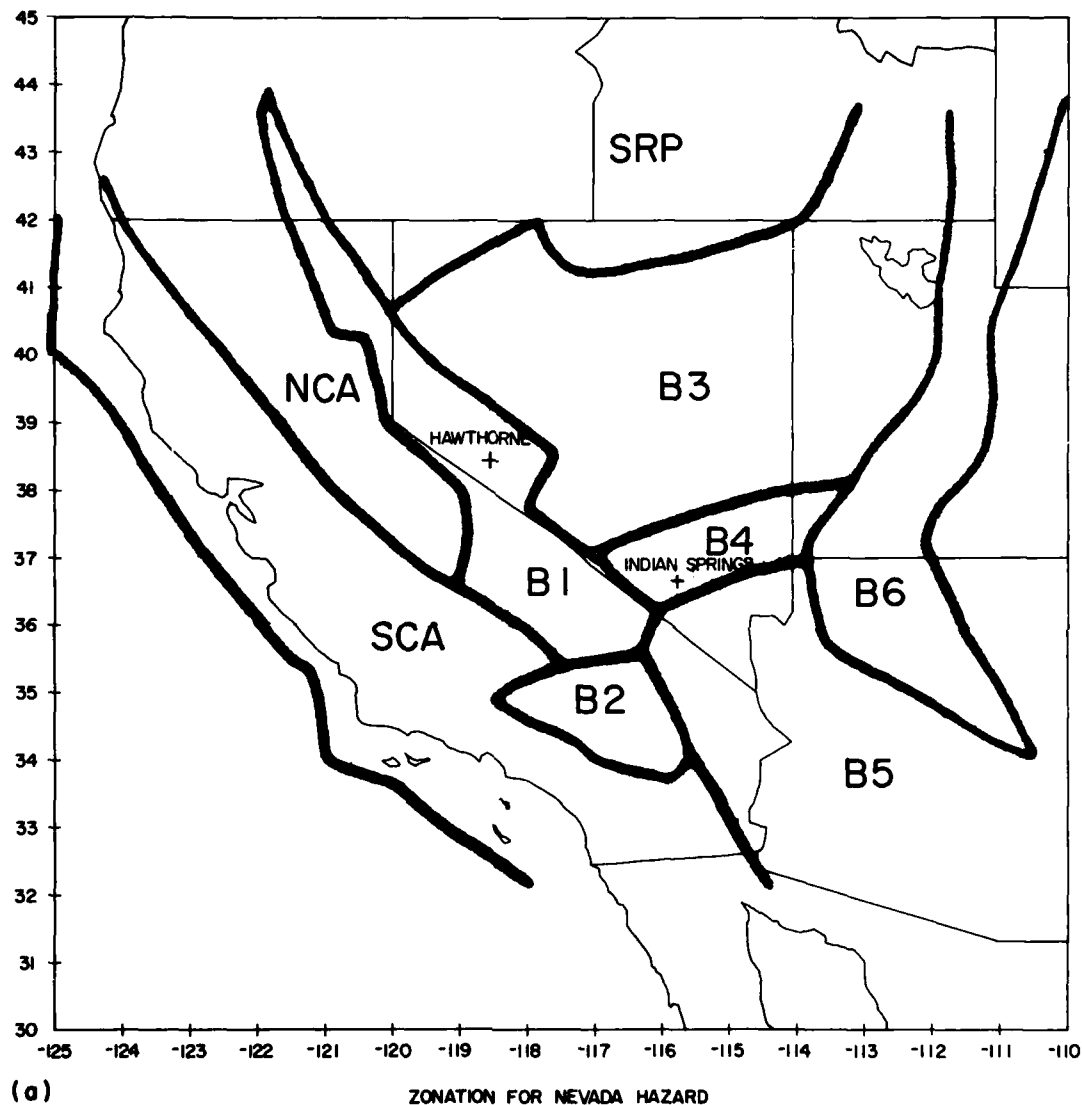 45
44
43
42
41
40
39
38
37
36
35
34
33
32
31
30
SRP
NCA
B3
HAWTHORNE
B4
INDIAN SPRINGS
B1
B6
SCA
B2
B5
-125 -124 -123 -122 -121 -120 -119 -118 -117 -116 -115 -114 -113 -112 -111 -110
(a)
ZONATION FOR NEVADA HAZARD